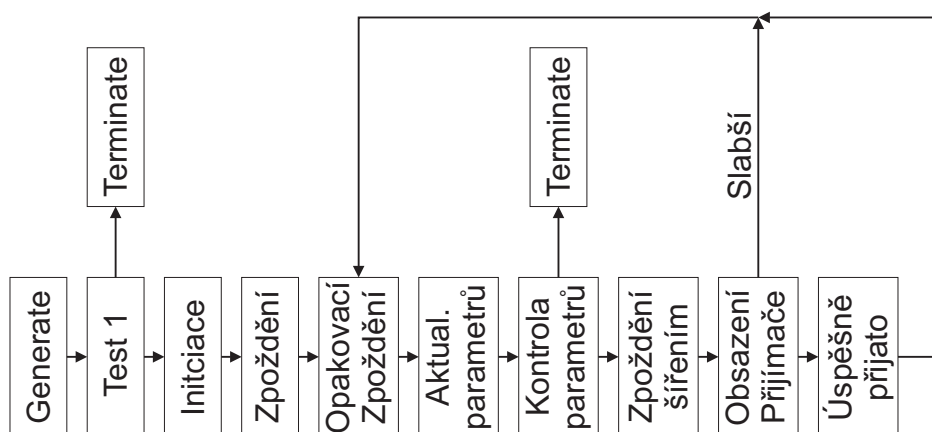 Generate
Test 1
Terminate
Initciace
Zpoždění
Opakovací
Zpoždění
Aktual.
parametrů
Kontrola
parametrů
Terminate
Zpoždění
šířením
Obsazení
Přijímače
Slabší
Úspěšně
přijato